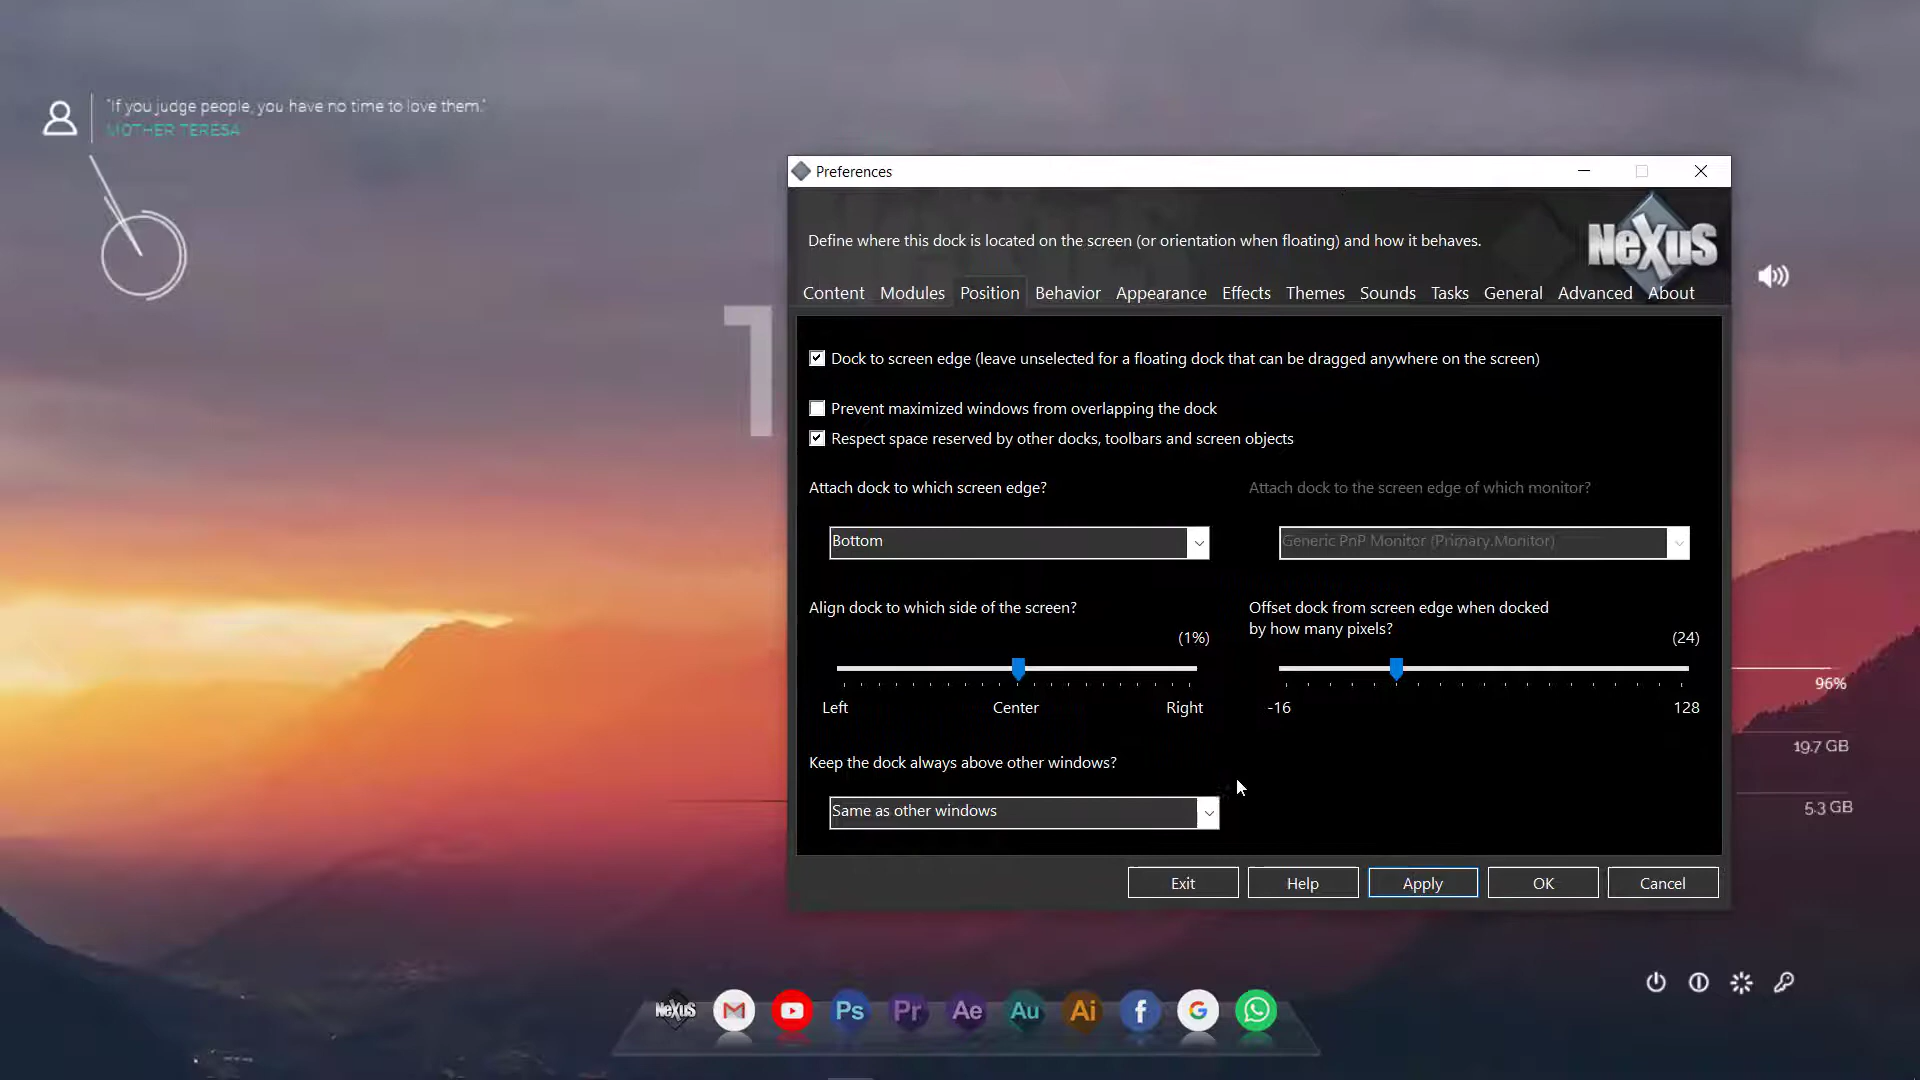 "If you judge people, you have no time to love them."
MOTHER TERESA
1
Preferences
Define where this dock is located on the screen (or orientation when floating) and how it behaves.
NeXuS
Content Modules Position Behavior Appearance Effects Themes Sounds Tasks General Advanced About
Dock to screen edge (leave unselected for a floating dock that can be dragged anywhere on the screen)
Prevent maximized windows from overlapping the dock
Respect space reserved by other docks, toolbars and screen objects
Attach dock to which screen edge?
Attach dock to the screen edge of which monitor?
Bottom
Generic PnP Monitor (Primary.Monitor)
Align dock to which side of the screen?
(1%)
Offset dock from screen edge when docked
by how many pixels?
(24)
Left Center Right
-16 128
96%
19.7 GB
5.3 GB
Keep the dock always above other windows?
Same as other windows
Exit Help Apply OK Cancel
NeXuS M Ps Pr Ae Au Ai f G